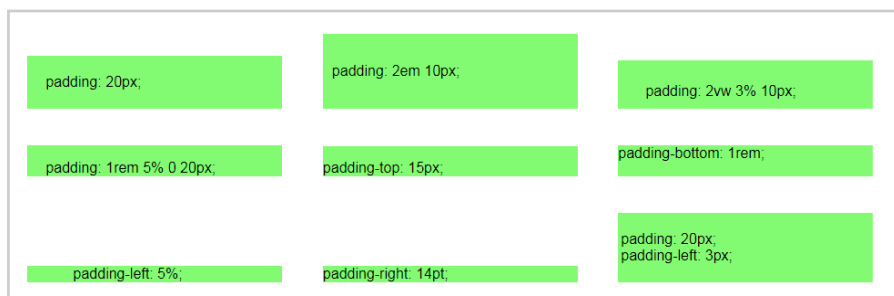 padding: 20px;
padding: 2em 10px;
padding: 2vw 3% 10px;
padding: 1rem 5% 0 20px;
padding-top: 15px;
padding-bottom: 1rem;
padding-left: 5%;
padding-right: 14pt;
padding: 20px;
padding-left: 3px;